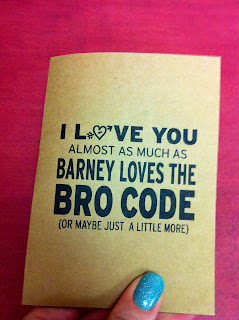 I LOVE YOU
ALMOST AS MUCH AS
BARNEY LOVES THE
BRO CODE
(OR MAYBE JUST A LITTLE MORE)